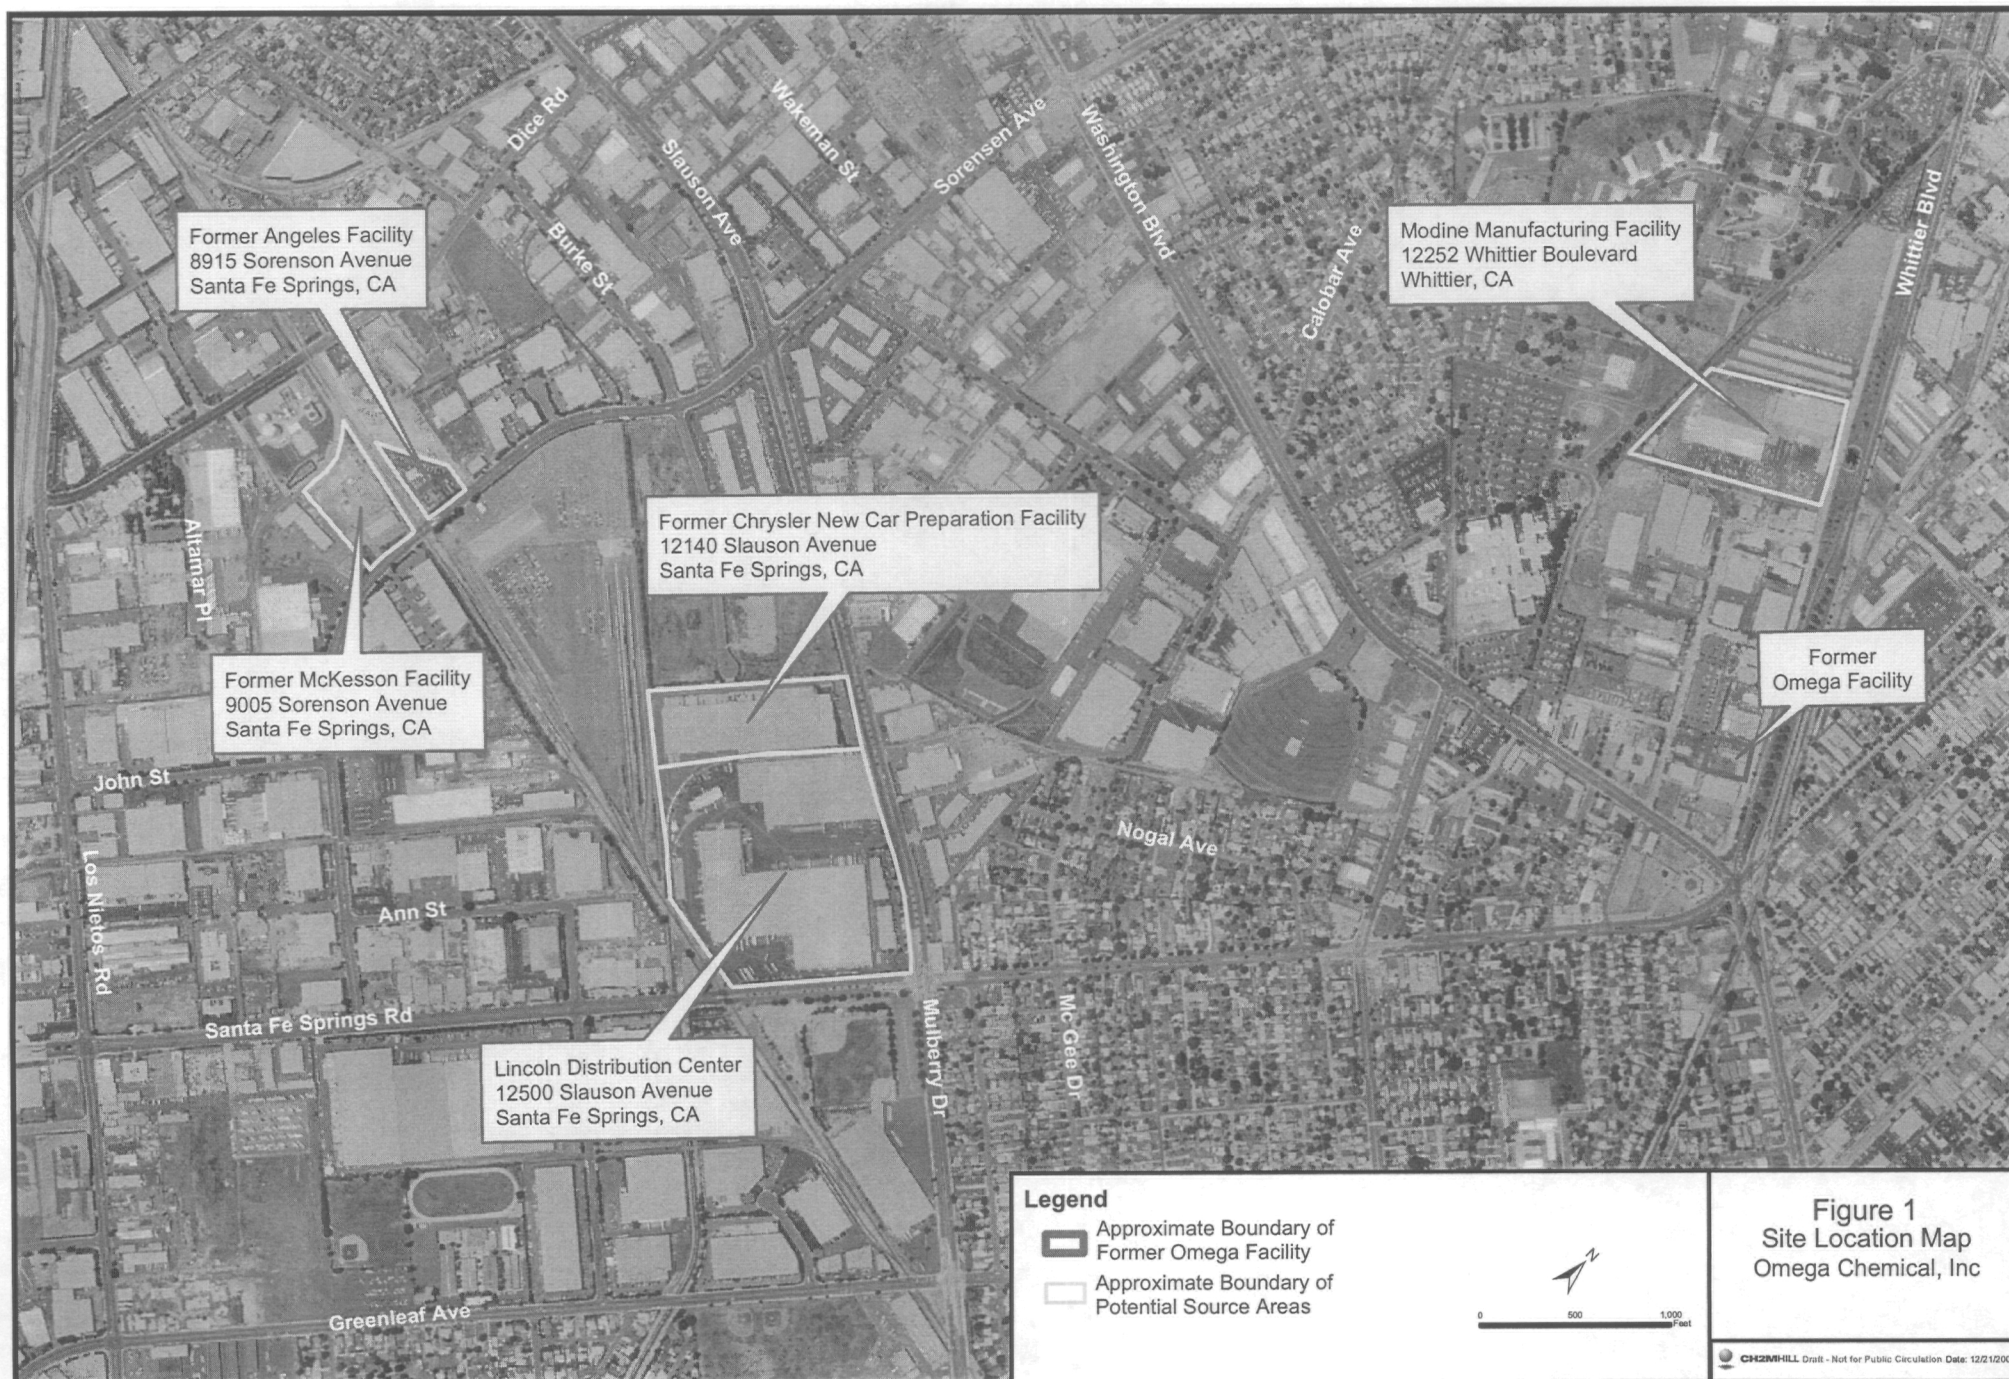 Dice Rd
Slauson Ave
Wakeman St
Sorensen Ave
Washington Blvd
Burke St
Calobar Ave
Whittier Blvd
Former Angeles Facility
8915 Sorenson Avenue
Santa Fe Springs, CA
Modine Manufacturing Facility
12252 Whittier Boulevard
Whittier, CA
Altamar Pl
Former Chrysler New Car Preparation Facility
12140 Slauson Avenue
Santa Fe Springs, CA
Former McKesson Facility
9005 Sorenson Avenue
Santa Fe Springs, CA
Former
Omega Facility
John St
Nogal Ave
Los Nietos Rd
Ann St
Santa Fe Springs Rd
Mulberry Dr
Mc Gee Dr
Lincoln Distribution Center
12500 Slauson Avenue
Santa Fe Springs, CA
Greenleaf Ave
Legend
Approximate Boundary of
Former Omega Facility
Approximate Boundary of
Potential Source Areas
N
0 500 1,000
Feet
Figure 1
Site Location Map
Omega Chemical, Inc
CH2MHILL Draft - Not for Public Circulation Date: